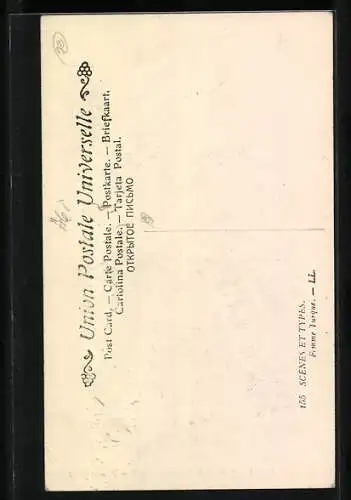 Union Postale Universelle
Post Card. — Carte Postale. — Postkarte. — Briefkaart.
Cartolina Postale. — Tarjeta Postal.
ОТКРЫТОЕ ПИСЬМО
155 SCENES ET TYPES.
Femme Turque. — LL.